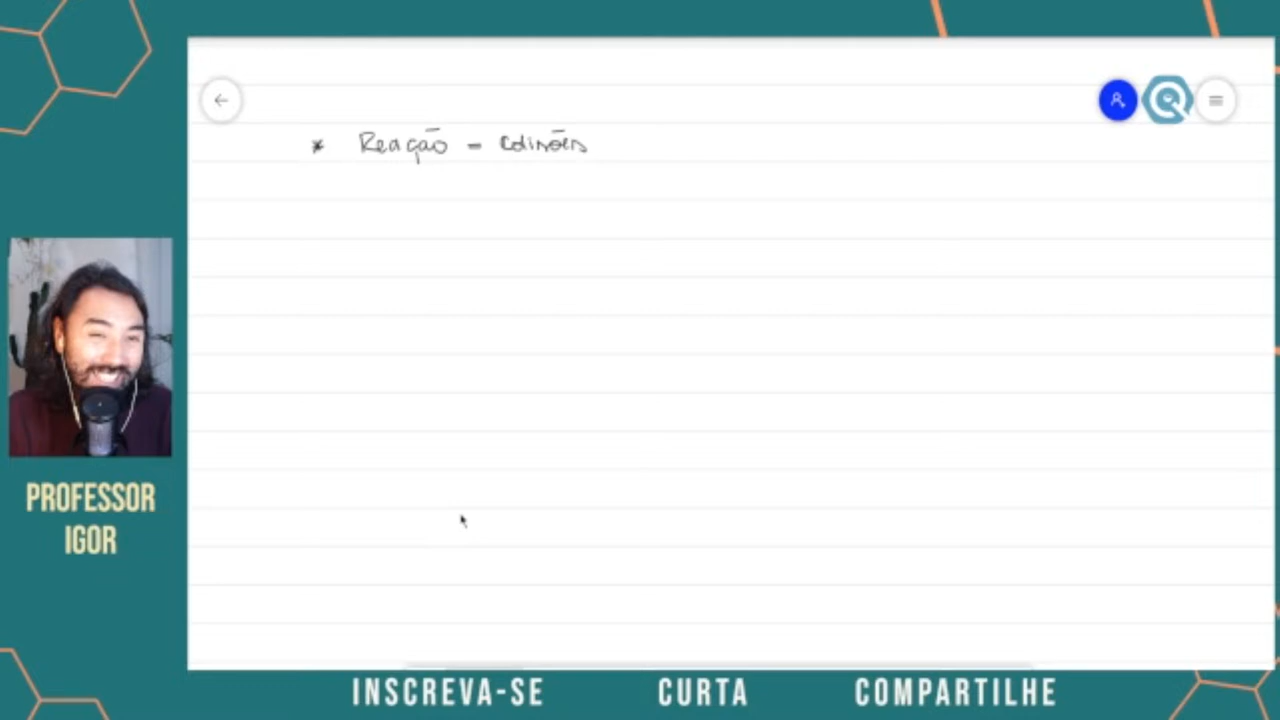 * Reação = Colisões
PROFESSOR
IGOR
INSCREVA-SE CURTA COMPARTILHE